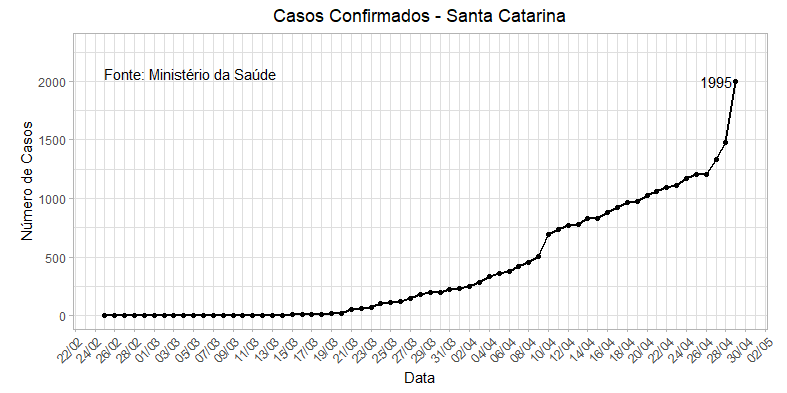 Casos Confirmados - Santa Catarina
Fonte: Ministério da Saúde
1995
Número de Casos
2000
1500
1000
500
0
22/02 24/02 26/02 28/02 01/03 03/03 05/03 07/03 09/03 11/03 13/03 15/03 17/03 19/03 21/03 23/03 25/03 27/03 29/03 31/03 02/04 04/04 06/04 08/04 10/04 12/04 14/04 16/04 18/04 20/04 22/04 24/04 26/04 28/04 30/04 02/05
Data